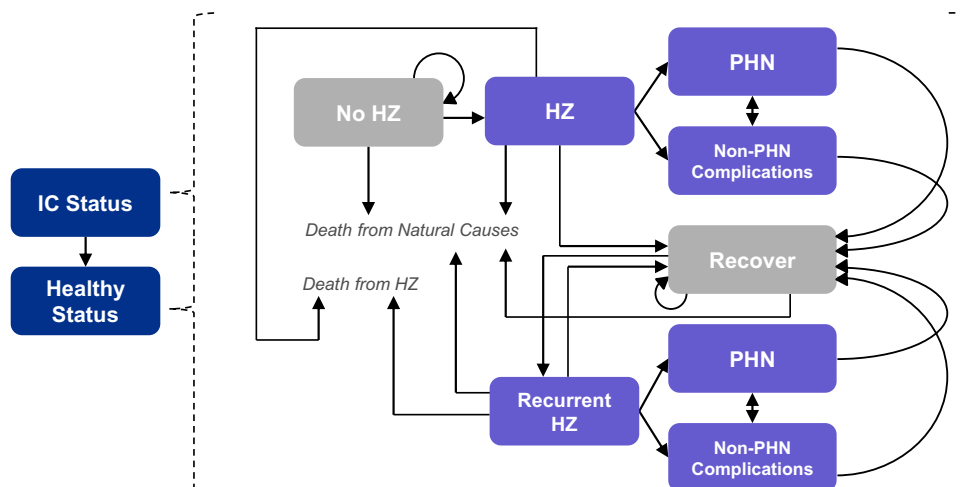 PHN
No HZ
HZ
Non-PHN
Complications
IC Status
Death from Natural Causes
Recover
Healthy
Status
Death from HZ
PHN
Recurrent
HZ
Non-PHN
Complications